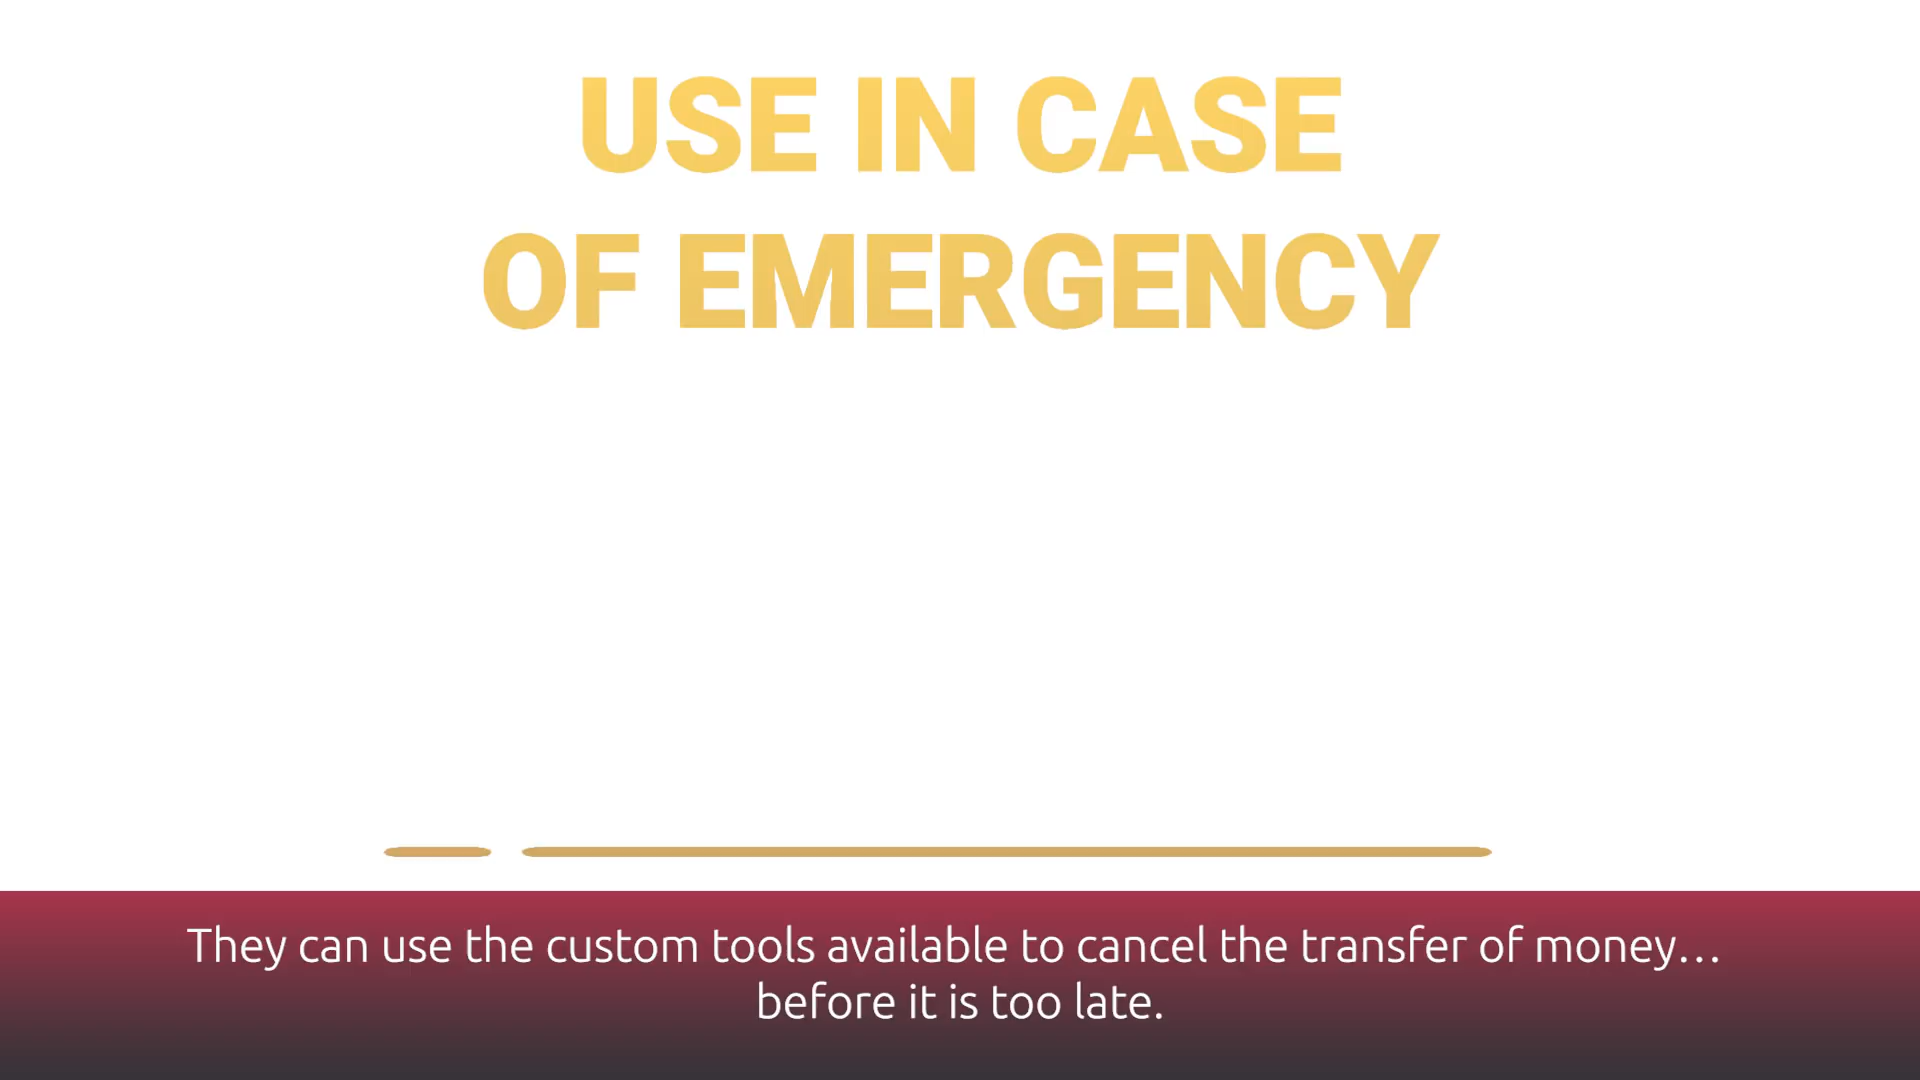 USE IN CASE
OF EMERGENCY
They can use the custom tools available to cancel the transfer of money…
before it is too late.